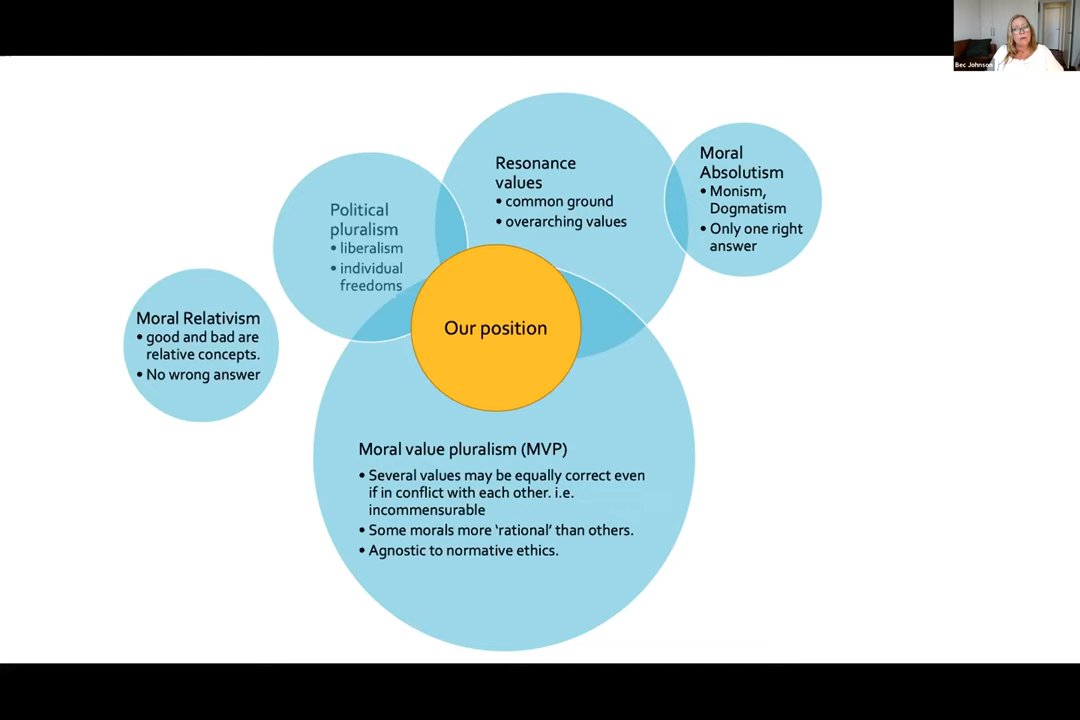 Bec Johnson
Resonance
values
• common ground
• overarching values
Moral
Absolutism
• Monism,
Dogmatism
• Only one right
answer
Political
pluralism
• liberalism
• individual
freedoms
Moral Relativism
• good and bad are
relative concepts.
• No wrong answer
Our position
Moral value pluralism (MVP)
• Several values may be equally correct even
if in conflict with each other. i.e.
incommensurable
• Some morals more ‘rational’ than others.
• Agnostic to normative ethics.